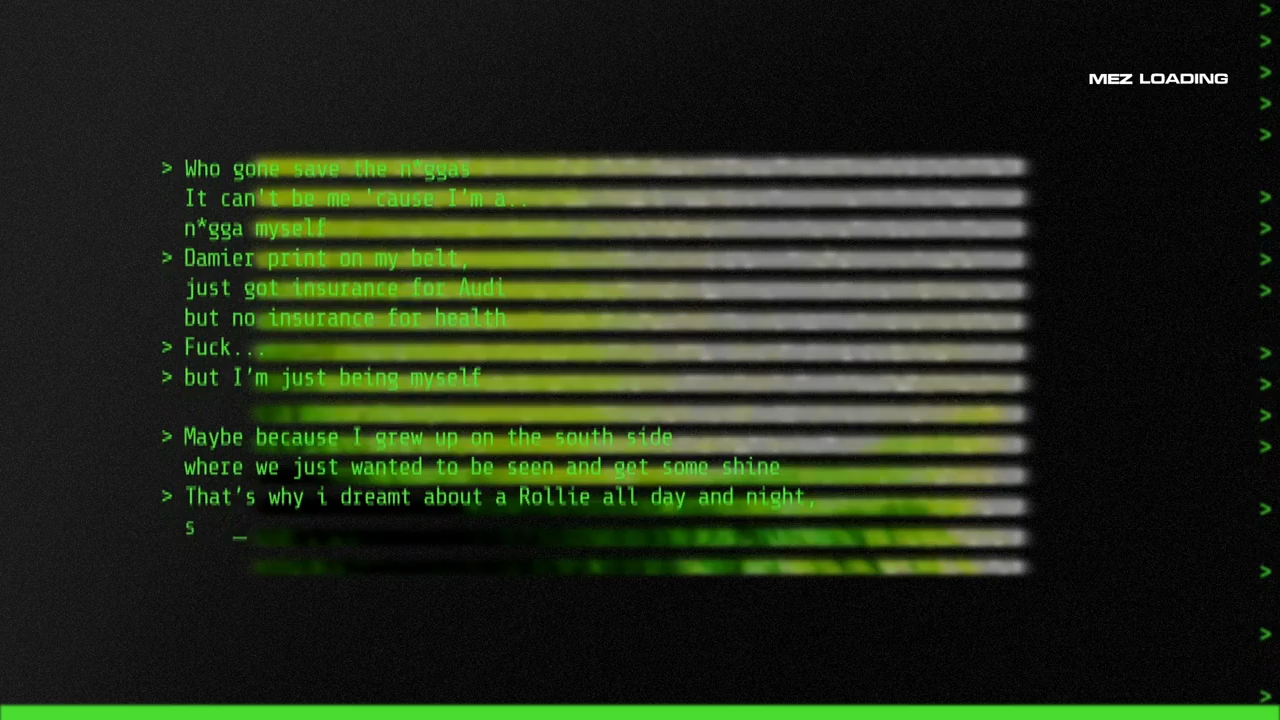 MEZ LOADING
> Who gone save the n*ggas
It can't be me 'cause I'm a..
n*gga myself
> Damier print on my belt,
just got insurance for Audi
but no insurance for health
> Fuck...
> but I'm just being myself
> Maybe because I grew up on the south side
where we just wanted to be seen and get some shine
> That's why i dreamt about a Rollie all day and night,
s _